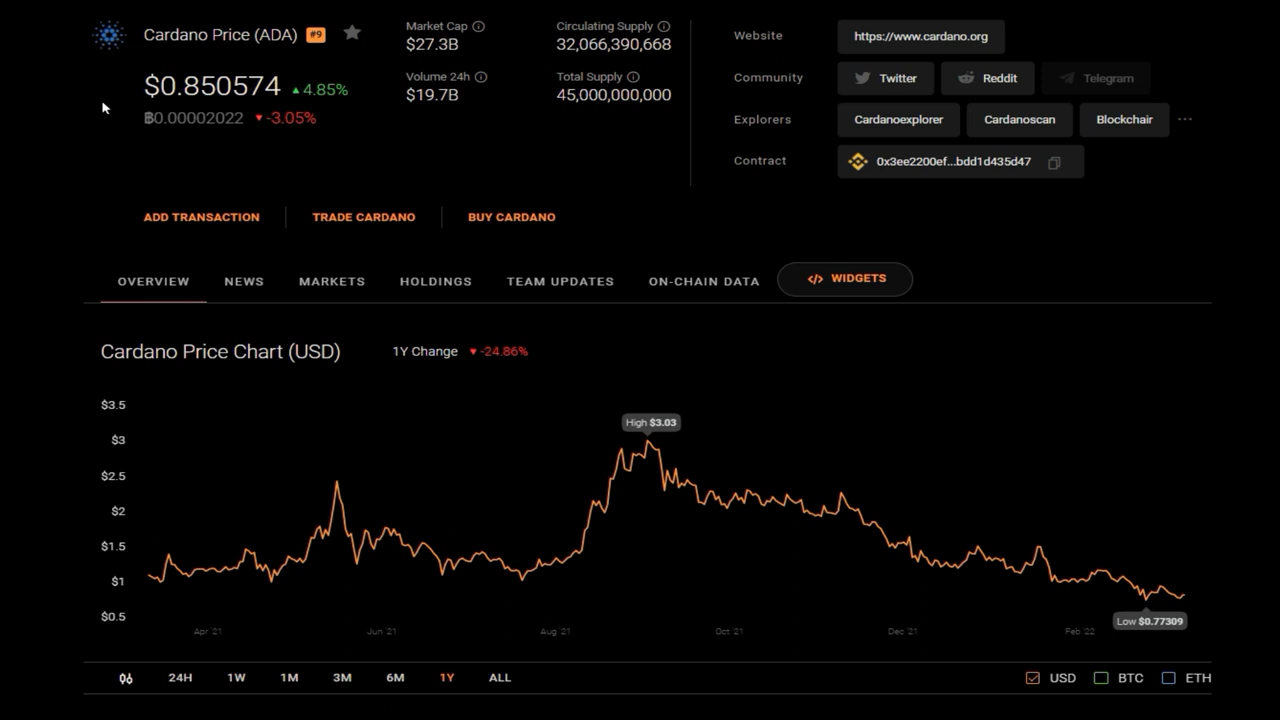 Cardano Price (ADA) #9
$0.850574 ▲4.85%
฿0.00002022 ▼-3.05%
Market Cap
$27.3B
Volume 24h
$19.7B
Circulating Supply
32,066,390,668
Total Supply
45,000,000,000
Website https://www.cardano.org
Community Twitter Reddit Telegram
Explorers Cardanoexplorer Cardanoscan Blockchair ...
Contract 0x3ee2200ef...bdd1d435d47
ADD TRANSACTION TRADE CARDANO BUY CARDANO
OVERVIEW NEWS MARKETS HOLDINGS TEAM UPDATES ON-CHAIN DATA </> WIDGETS
Cardano Price Chart (USD) 1Y Change ▼-24.86%
$3.5
High $3.03
$3
$2.5
$2
$1.5
$1
$0.5
Low $0.77309
Apr '21 Jun '21 Aug '21 Oct '21 Dec '21 Feb '22
24H 1W 1M 3M 6M 1Y ALL USD BTC ETH